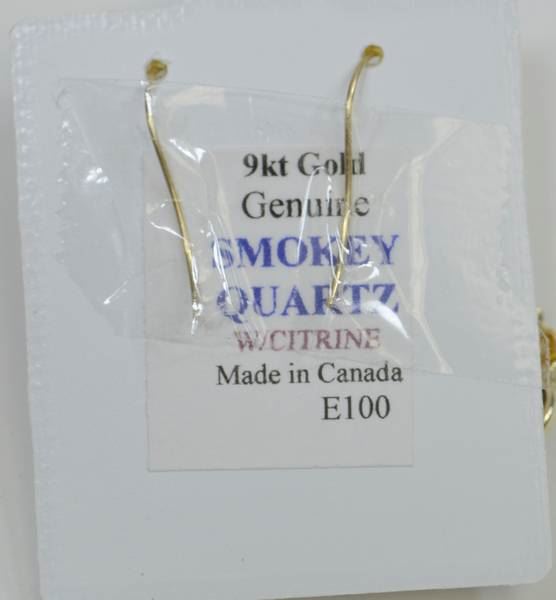 9kt Gold
Genuine
SMOKEY
QUARTZ
W/CITRINE
Made in Canada
E100